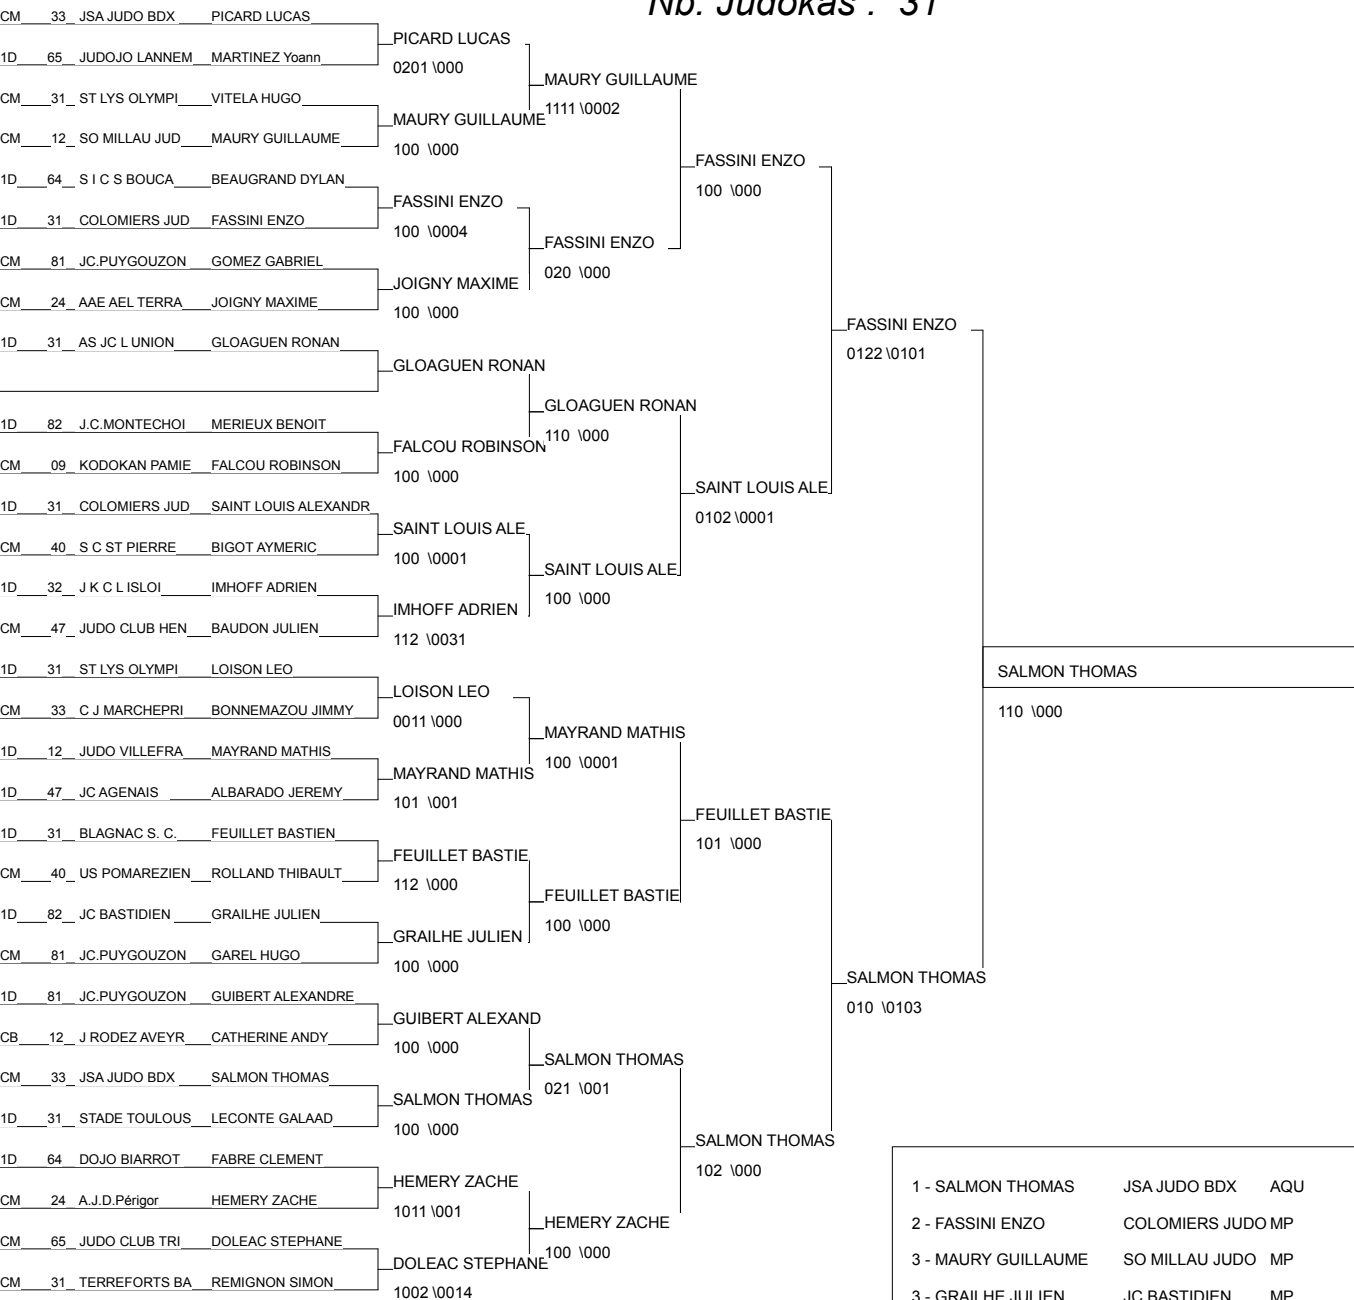 Nb. Judokas : 31
CM 33 JSA JUDO BDX PICARD LUCAS
1D 65 JUDOJO LANNEM MARTINEZ Yoann
CM 31 ST LYS OLYMPI VITELA HUGO
CM 12 SO MILLAU JUD MAURY GUILLAUME
1D 64 S I C S BOUCA BEAUGRAND DYLAN
1D 31 COLOMIERS JUD FASSINI ENZO
CM 81 JC.PUYGOUZON GOMEZ GABRIEL
CM 24 AAE AEL TERRA JOIGNY MAXIME
1D 31 AS JC L UNION GLOAGUEN RONAN
1D 82 J.C.MONTECHOI MERIEUX BENOIT
CM 09 KODOKAN PAMIE FALCOU ROBINSON
1D 31 COLOMIERS JUD SAINT LOUIS ALEXANDR
CM 40 S C ST PIERRE BIGOT AYMERIC
1D 32 J K C L ISLOI IMHOFF ADRIEN
CM 47 JUDO CLUB HEN BAUDON JULIEN
1D 31 ST LYS OLYMPI LOISON LEO
CM 33 C J MARCHEPRI BONNEMAZOU JIMMY
1D 12 JUDO VILLEFRA MAYRAND MATHIS
1D 47 JC AGENAIS ALBARADO JEREMY
1D 31 BLAGNAC S. C. FEUILLET BASTIEN
CM 40 US POMAREZIEN ROLLAND THIBAULT
1D 82 JC BASTIDIEN GRAILHE JULIEN
CM 81 JC.PUYGOUZON GAREL HUGO
1D 81 JC.PUYGOUZON GUIBERT ALEXANDRE
CB 12 J RODEZ AVEYR CATHERINE ANDY
CM 33 JSA JUDO BDX SALMON THOMAS
1D 31 STADE TOULOUS LECONTE GALAAD
1D 64 DOJO BIARROT FABRE CLEMENT
CM 24 A.J.D.Périgor HEMERY ZACHE
CM 65 JUDO CLUB TRI DOLEAC STEPHANE
CM 31 TERREFORTS BA REMIGNON SIMON
PICARD LUCAS
0201 \000
MAURY GUILLAUME
100 \000
FASSINI ENZO
100 \0004
JOIGNY MAXIME
100 \000
GLOAGUEN RONAN
FALCOU ROBINSON
100 \000
SAINT LOUIS ALE
100 \0001
IMHOFF ADRIEN
112 \0031
LOISON LEO
0011 \000
MAYRAND MATHIS
101 \001
FEUILLET BASTIE
112 \000
GRAILHE JULIEN
100 \000
GUIBERT ALEXAND
100 \000
SALMON THOMAS
100 \000
HEMERY ZACHE
1011 \001
DOLEAC STEPHANE
1002 \0014
MAURY GUILLAUME
1111 \0002
FASSINI ENZO
020 \000
GLOAGUEN RONAN
110 \000
SAINT LOUIS ALE
100 \000
MAYRAND MATHIS
100 \0001
FEUILLET BASTIE
100 \000
SALMON THOMAS
021 \001
HEMERY ZACHE
100 \000
FASSINI ENZO
100 \000
SAINT LOUIS ALE
0102 \0001
FEUILLET BASTIE
101 \000
SALMON THOMAS
102 \000
FASSINI ENZO
0122 \0101
SALMON THOMAS
010 \0103
SALMON THOMAS
110 \000
1 - SALMON THOMAS JSA JUDO BDX AQU
2 - FASSINI ENZO COLOMIERS JUDO MP
3 - MAURY GUILLAUME SO MILLAU JUDO MP
3 - GRAILHE JULIEN JC BASTIDIEN MP